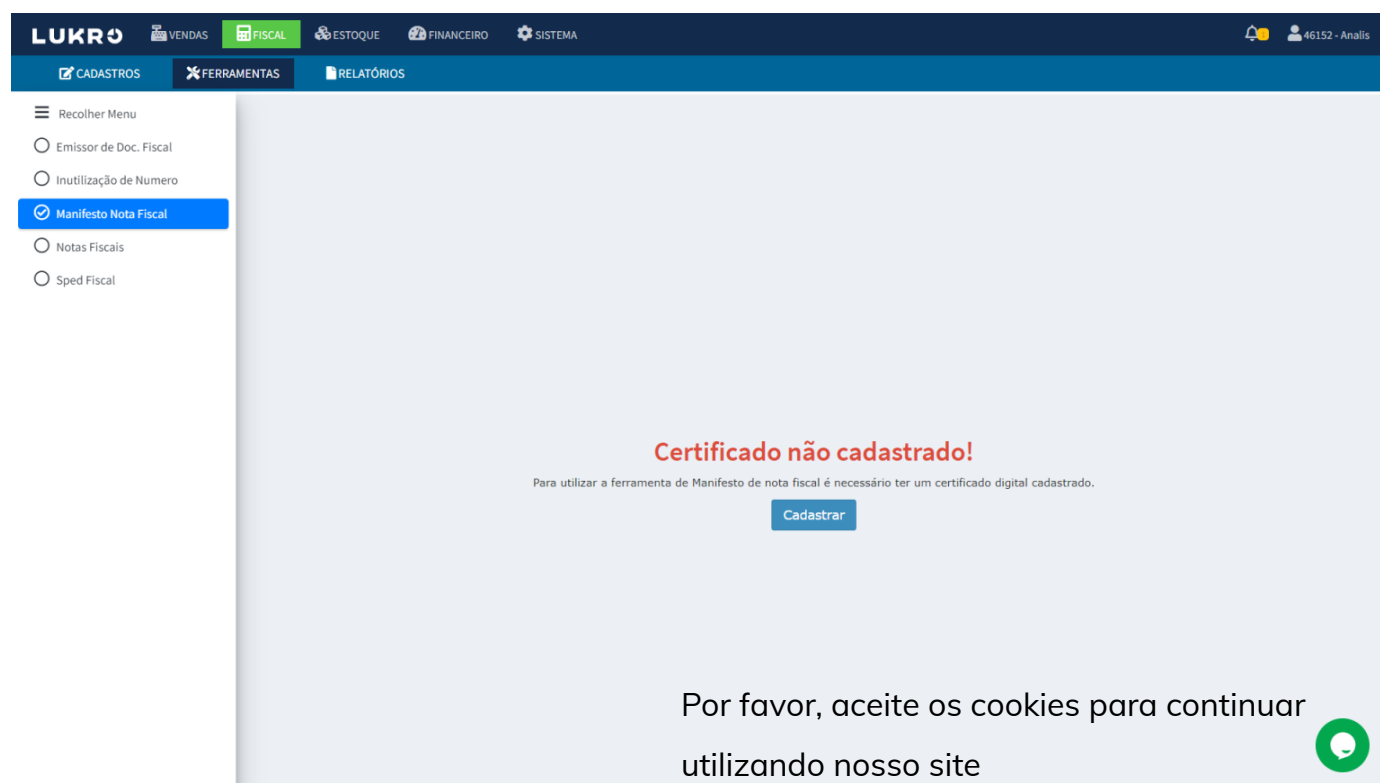 LUKRO VENDAS FISCAL ESTOQUE FINANCEIRO SISTEMA 46152 - Analis
CADASTROS FERRAMENTAS RELATÓRIOS
Recolher Menu
Emissor de Doc. Fiscal
Inutilização de Numero
Manifesto Nota Fiscal
Notas Fiscais
Sped Fiscal
Certificado não cadastrado!
Para utilizar a ferramenta de Manifesto de nota fiscal é necessário ter um certificado digital cadastrado.
Cadastrar
Por favor, aceite os cookies para continuar
utilizando nosso site